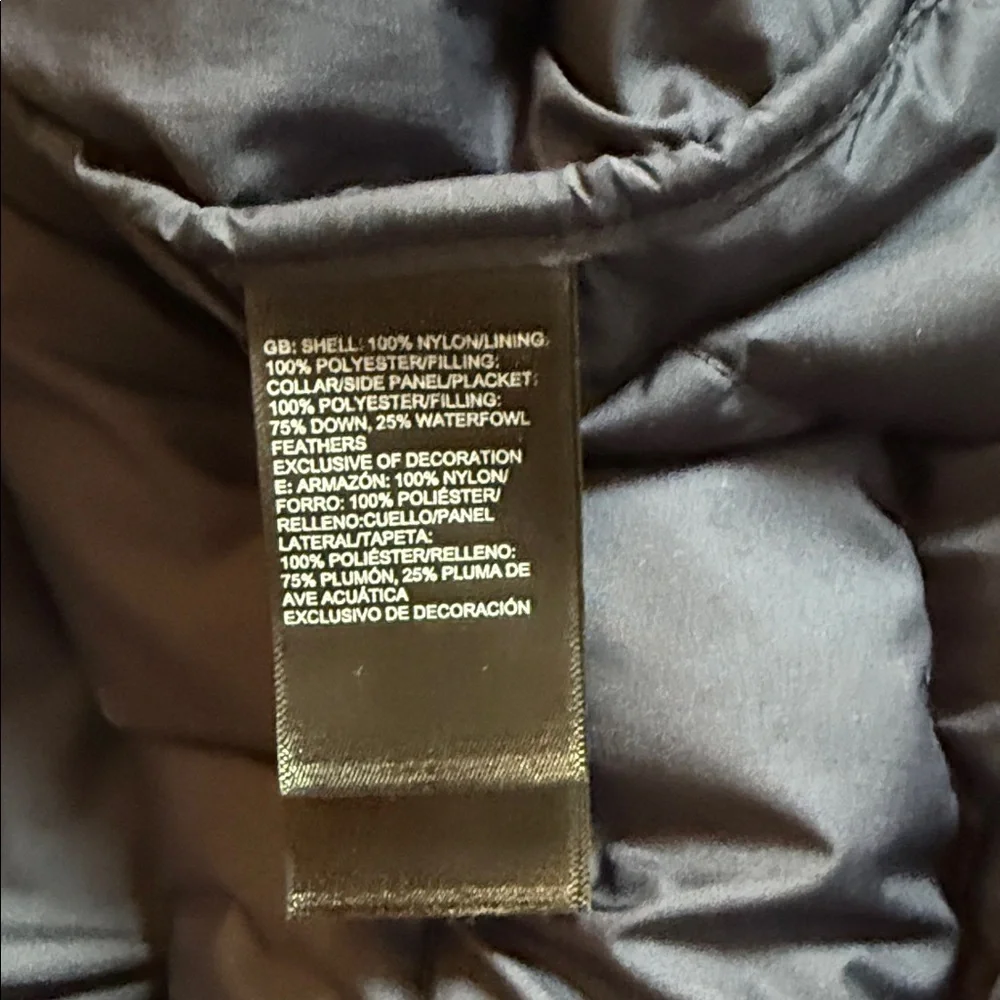 GB: SHELL: 100% NYLON/LINING:
100% POLYESTER/FILLING:
COLLAR/SIDE PANEL/PLACKET:
100% POLYESTER/FILLING:
75% DOWN, 25% WATERFOWL
FEATHERS
EXCLUSIVE OF DECORATION
E: ARMAZÓN: 100% NYLON/
FORRO: 100% POLIÉSTER/
RELLENO:CUELLO/PANEL
LATERAL/TAPETA:
100% POLIÉSTER/RELLENO:
75% PLUMÓN, 25% PLUMA DE
AVE ACUÁTICA
EXCLUSIVO DE DECORACIÓN